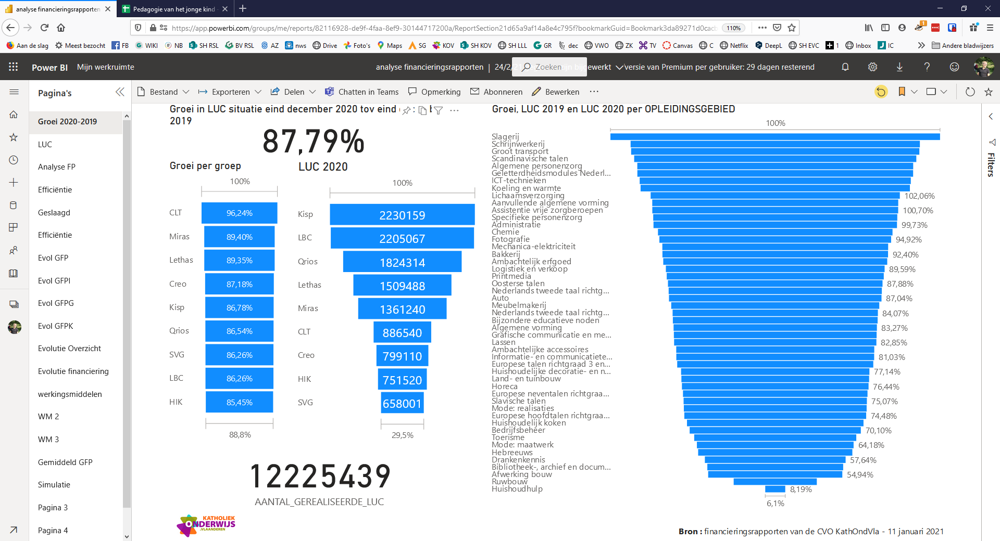 analyse financieringsrapporten
Pedagogie van het jonge kind
https://app.powerbi.com/groups/me/reports/82116928-de9f-4faa-8ef9-30144717200a/ReportSection21d65a9af14a8e4c795f?bookmarkGuid=Bookmark3da89271d0cacb
110%
1
Aan de slag
Meest bezocht
FB
WIKI
NB
SH RSL
BV RSL
AZ
nws
Drive
Foto's
Maps
SG
KOV
SH KOV
SH LLL
GR
dec
VWO
ZK
TV
Canvas
C
Netflix
DeepL
SH EVC
1
Inbox
IC
Andere bladwijzers
Power BI
Mijn werkruimte
analyse financieringsrapporten | 24/2/21
Zoeken
zijn bijgewerkt
versie van Premium per gebruiker: 29 dagen resterend
Pagina's
Bestand
Exporteren
Delen
Chatten in Teams
Opmerking
Abonneren
Bewerken
Groei 2020-2019
LUC
Analyse FP
Efficiëntie
Geslaagd
Efficiëntie
Evol GFP
Evol GFPI
Evol GFPG
Evol GFPK
Evolutie Overzicht
Evolutie financiering
werkingsmiddelen
WM 2
WM 3
Gemiddeld GFP
Simulatie
Pagina 3
Pagina 4
Groei in LUC situatie eind december 2020 tov eind
2019
87,79%
Groei per groep
100%
CLT 96,24%
Miras 89,40%
Lethas 89,35%
Creo 87,18%
Kisp 86,78%
Qrios 86,54%
SVG 86,26%
LBC 86,26%
HIK 85,45%
88,8%
LUC 2020
100%
Kisp 2230159
LBC 2205067
Qrios 1824314
Lethas 1509488
Miras 1361240
CLT 886540
Creo 799110
HIK 751520
SVG 658001
29,5%
12225439
AANTAL_GEREALISEERDE_LUC
KATHOLIEK
ONDERWIJS
.VLAANDEREN
Groei, LUC 2019 en LUC 2020 per OPLEIDINGSGEBIED
100%
Slagerij
Schrijnwerkerij
Groot transport
Scandinavische talen
Algemene personenzorg
Geletterdheidsmodules Nederl...
ICT-technieken
Koeling en warmte
Lichaamsverzorging 102,06%
Aanvullende algemene vorming
Assistentie vrije zorgberoepen 100,70%
Specifieke personenzorg
Administratie 99,73%
Chemie
Fotografie 94,92%
Mechanica-elektriciteit
Bakkerij 92,40%
Ambachtelijk erfgoed
Logistiek en verkoop 89,59%
Printmedia
Oosterse talen 87,88%
Nederlands tweede taal richtg...
Auto 87,04%
Meubelmakerij
Nederlands tweede taal richtg... 84,07%
Bijzondere educatieve noden
Algemene vorming 83,27%
Grafische communicatie en me...
Lassen 82,85%
Ambachtelijke accessoires
Informatie- en communicatiete... 81,03%
Europese talen richtgraad 3 en...
Huishoudelijke decoratie- en n... 77,14%
Land- en tuinbouw
Horeca 76,44%
Europese neventalen richtgraa...
Slavische talen 75,07%
Mode: realisaties
Europese hoofdtalen richtgraa... 74,48%
Huishoudelijk koken
Bedrijfsbeheer 70,10%
Toerisme
Mode: maatwerk 64,18%
Hebreeuws
Drankenkennis 57,64%
Bibliotheek-, archief en docum...
Afwerking bouw 54,94%
Ruwbouw
Huishoudhulp 8,19%
6,1%
Bron : financieringsrapporten van de CVO KathOndVla - 11 januari 2021
Filters